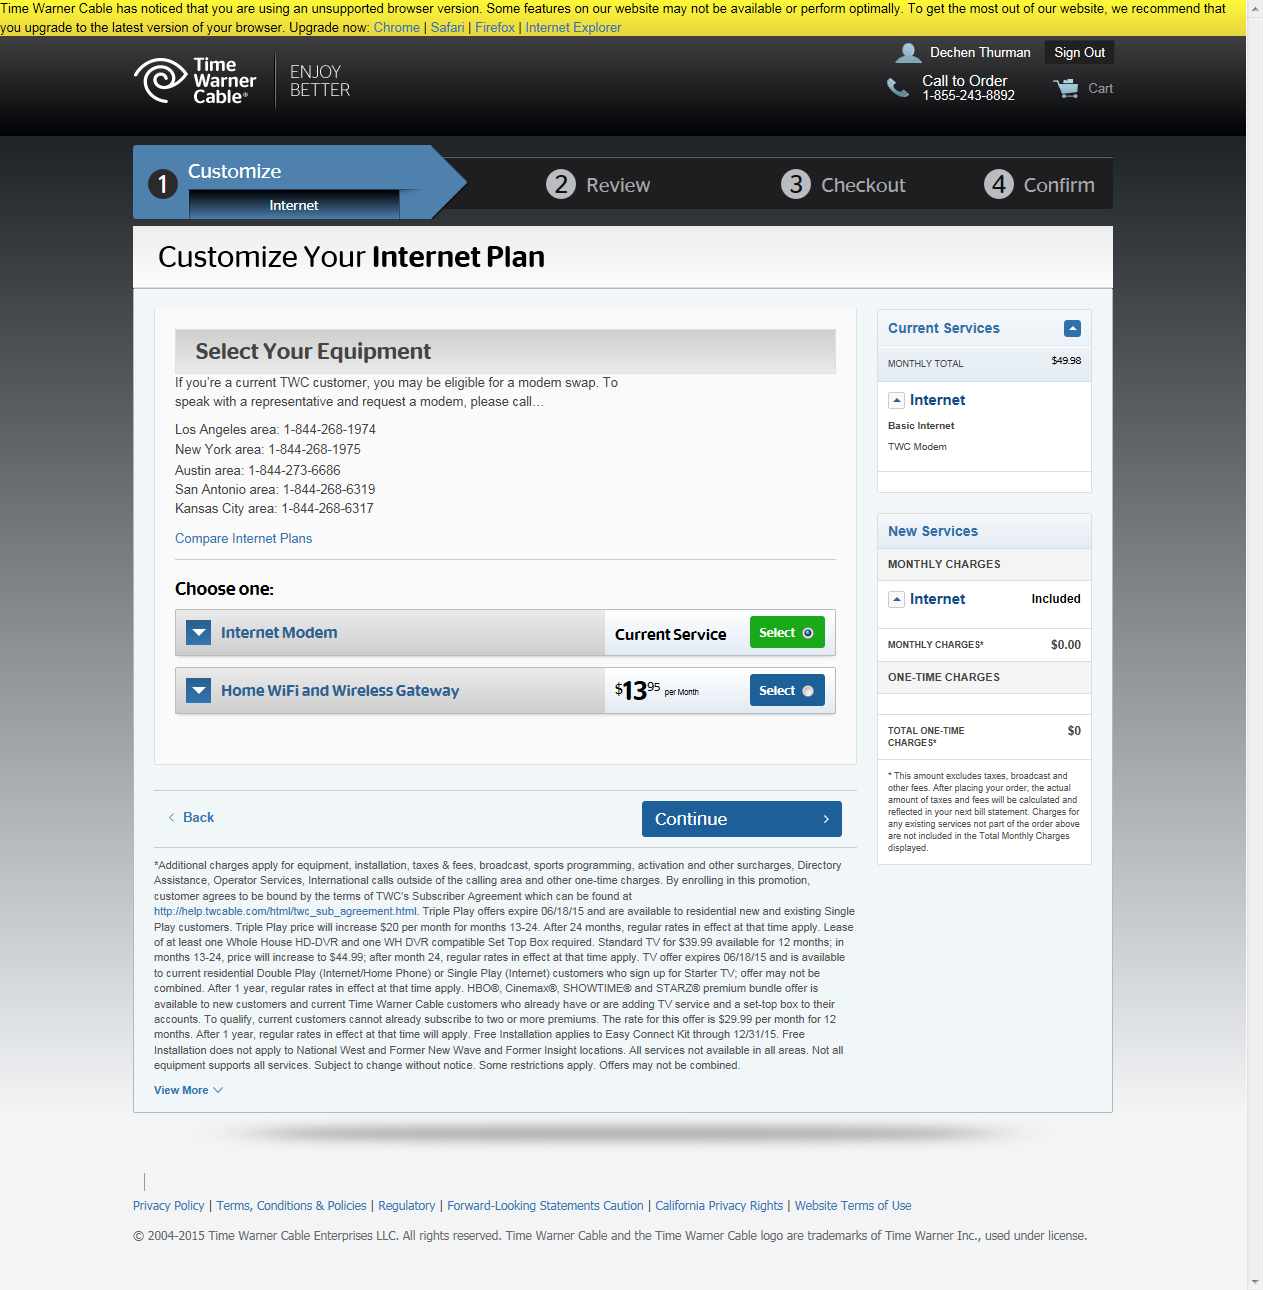 Time Warner Cable has noticed that you are using an unsupported browser version. Some features on our website may not be available or perform optimally. To get the most out of our website, we recommend that
you upgrade to the latest version of your browser. Upgrade now: Chrome | Safari | Firefox | Internet Explorer
Time
Warner
Cable®
ENJOY
BETTER
Dechen Thurman
Sign Out
Call to Order
1-855-243-8892
Cart
1
Customize
Internet
2 Review
3 Checkout
4 Confirm
Customize Your Internet Plan
Select Your Equipment
If you're a current TWC customer, you may be eligible for a modem swap. To
speak with a representative and request a modem, please call...
Los Angeles area: 1-844-268-1974
New York area: 1-844-268-1975
Austin area: 1-844-273-6686
San Antonio area: 1-844-268-6319
Kansas City area: 1-844-268-6317
Compare Internet Plans
Choose one:
Internet Modem
Current Service
Select
Home WiFi and Wireless Gateway
$13 95 per Month
Select
Back
Continue
*Additional charges apply for equipment, installation, taxes & fees, broadcast, sports programming, activation and other surcharges, Directory
Assistance, Operator Services, International calls outside of the calling area and other one-time charges. By enrolling in this promotion,
customer agrees to be bound by the terms of TWC's Subscriber Agreement which can be found at
http://help.twcable.com/html/twc_sub_agreement.html. Triple Play offers expire 06/18/15 and are available to residential new and existing Single
Play customers. Triple Play price will increase $20 per month for months 13-24. After 24 months, regular rates in effect at that time apply. Lease
of at least one Whole House HD-DVR and one WH DVR compatible Set Top Box required. Standard TV for $39.99 available for 12 months; in
months 13-24, price will increase to $44.99; after month 24, regular rates in effect at that time apply. TV offer expires 06/18/15 and is available
to current residential Double Play (Internet/Home Phone) or Single Play (Internet) customers who sign up for Starter TV; offer may not be
combined. After 1 year, regular rates in effect at that time apply. HBO®, Cinemax®, SHOWTIME® and STARZ® premium bundle offer is
available to new customers and current Time Warner Cable customers who already have or are adding TV service and a set-top box to their
accounts. To qualify, current customers cannot already subscribe to two or more premiums. The rate for this offer is $29.99 per month for 12
months. After 1 year, regular rates in effect at that time will apply. Free Installation applies to Easy Connect Kit through 12/31/15. Free
Installation does not apply to National West and Former New Wave and Former Insight locations. All services not available in all areas. Not all
equipment supports all services. Subject to change without notice. Some restrictions apply. Offers may not be combined.
View More
Current Services
MONTHLY TOTAL $49.98
Internet
Basic Internet
TWC Modem
New Services
MONTHLY CHARGES
Internet Included
MONTHLY CHARGES* $0.00
ONE-TIME CHARGES
TOTAL ONE-TIME $0
CHARGES*
* This amount excludes taxes, broadcast and
other fees. After placing your order, the actual
amount of taxes and fees will be calculated and
reflected in your next bill statement. Charges for
any existing services not part of the order above
are not included in the Total Monthly Charges
displayed.
Privacy Policy | Terms, Conditions & Policies | Regulatory | Forward-Looking Statements Caution | California Privacy Rights | Website Terms of Use
© 2004-2015 Time Warner Cable Enterprises LLC. All rights reserved. Time Warner Cable and the Time Warner Cable logo are trademarks of Time Warner Inc., used under license.